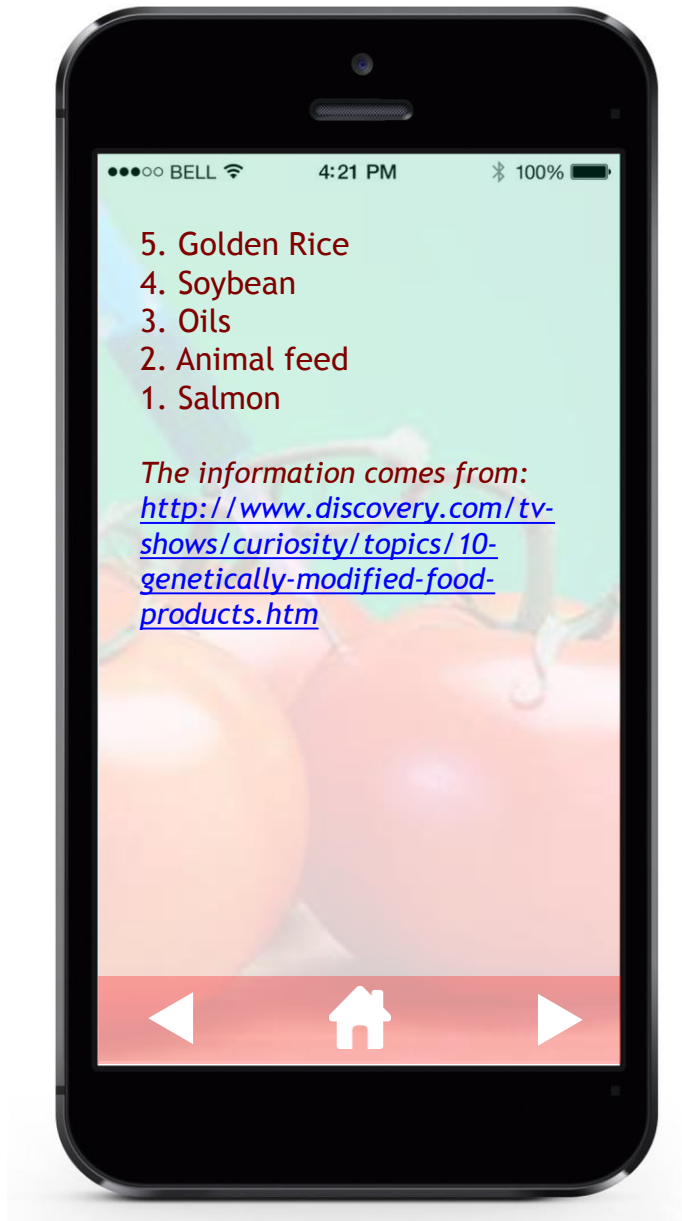 BELL 4:21 PM 100%
5. Golden Rice
4. Soybean
3. Oils
2. Animal feed
1. Salmon
The information comes from:
http://www.discovery.com/tv-
shows/curiosity/topics/10-
genetically-modified-food-
products.htm